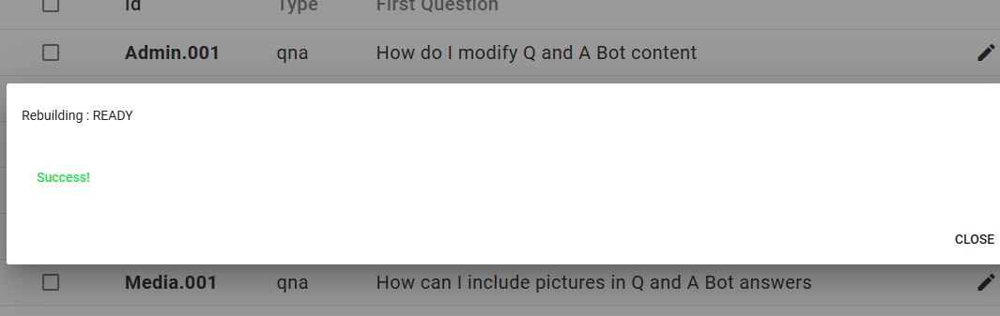 Id Type First Question
Admin.001 qna How do I modify Q and A Bot content
Rebuilding : READY
Success!
CLOSE
Media.001 qna How can I include pictures in Q and A Bot answers